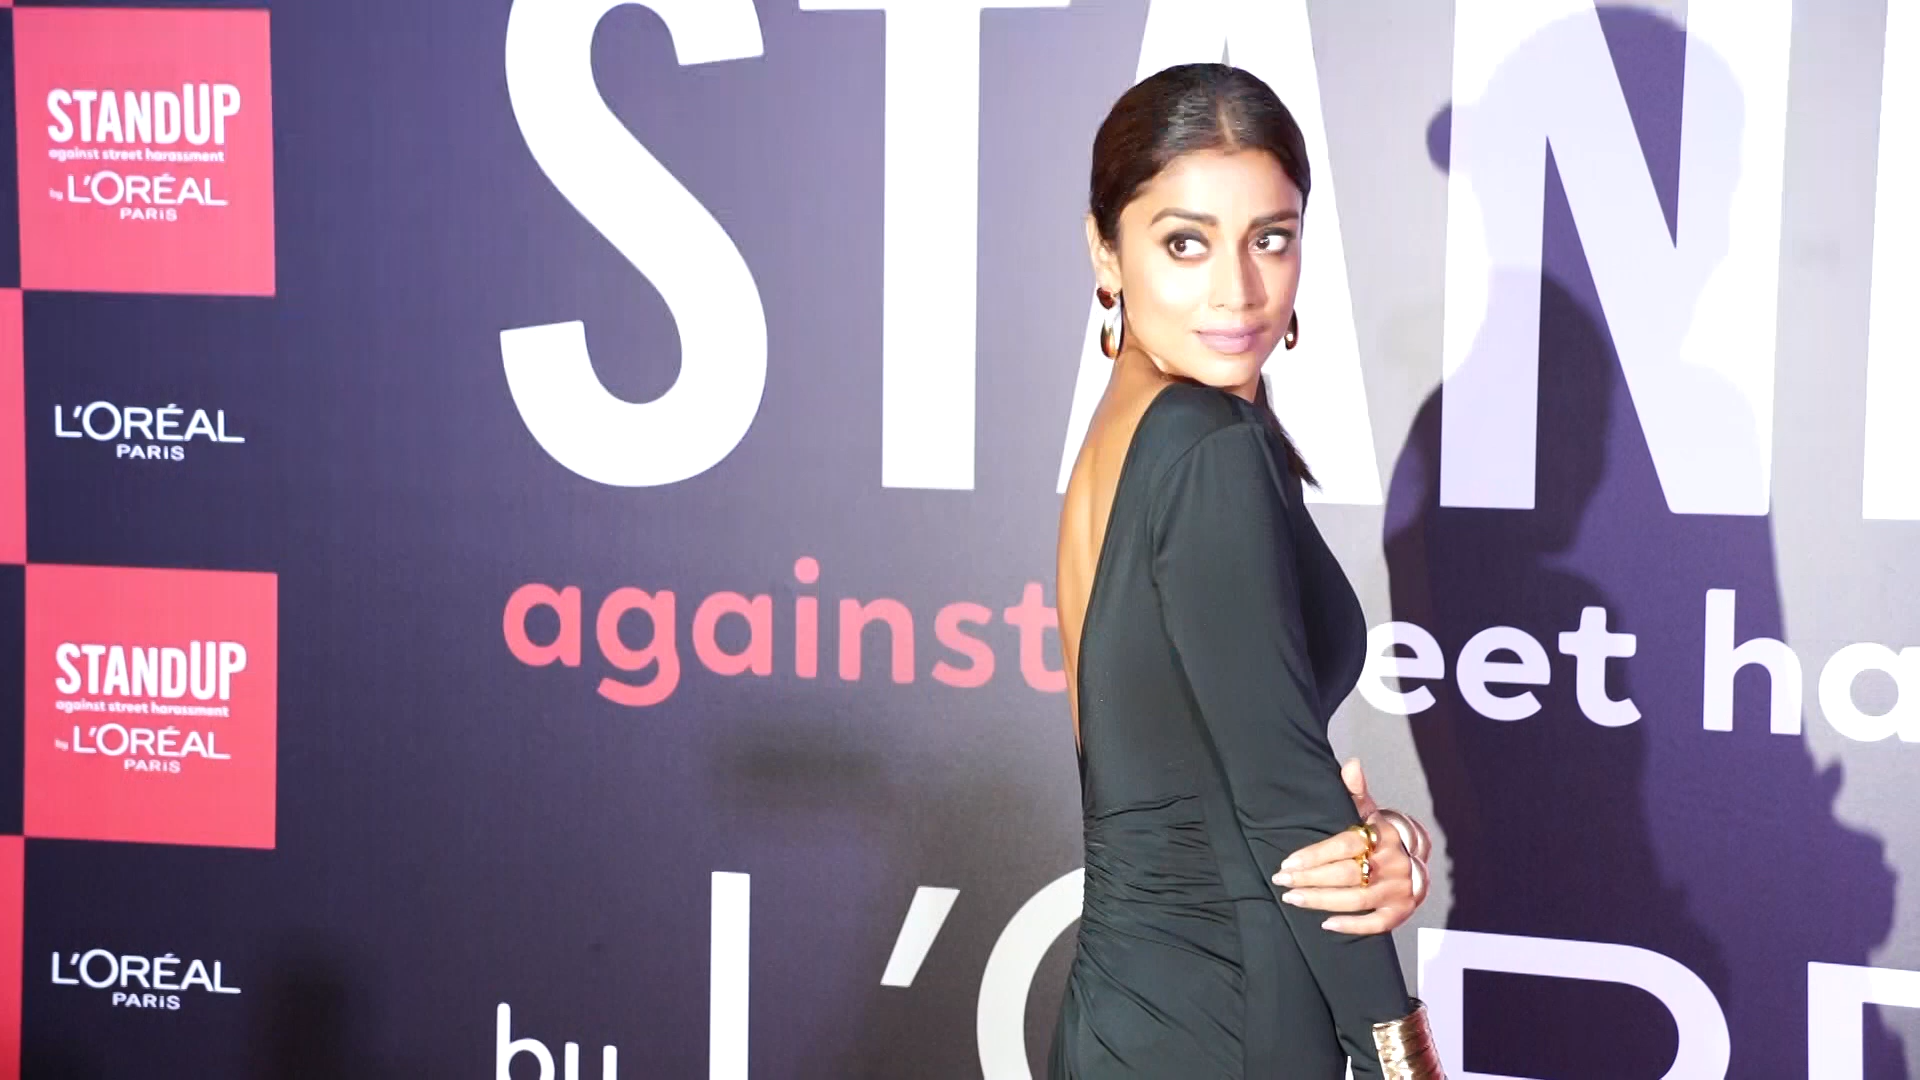 STANDUP
against street harassment
by L'ORÉAL
PARIS
L'ORÉAL
PARIS
STANDUP
against street harassment
by L'ORÉAL
PARIS
L'ORÉAL
PARIS
STAN
against eet ha
by L'O R